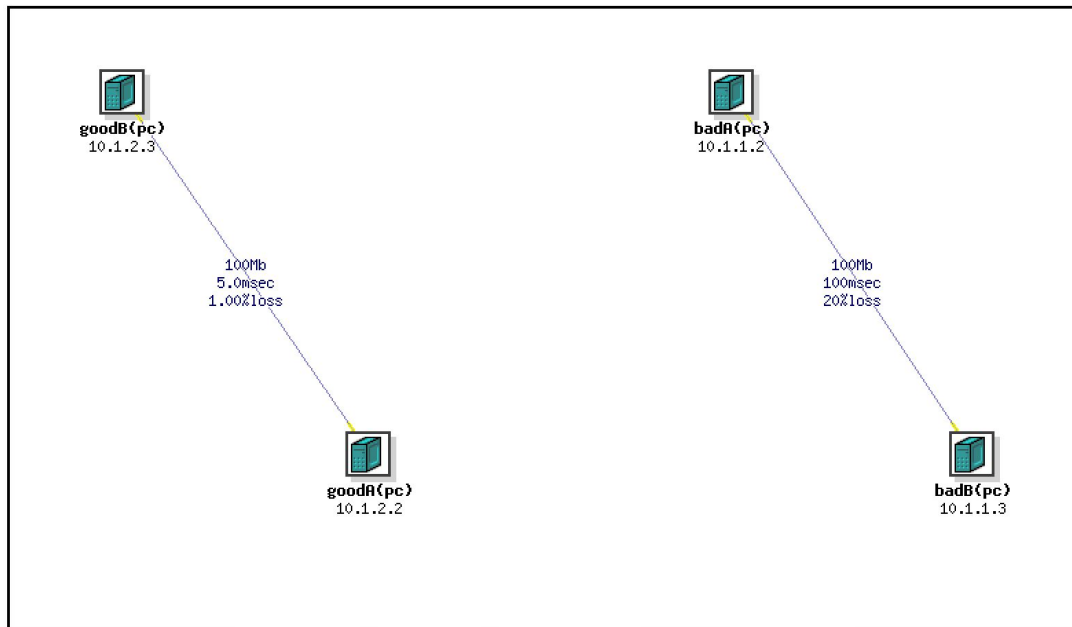 goodB(pc)
10.1.2.3
badA(pc)
10.1.1.2
100Mb
5.0msec
1.00%loss
100Mb
100msec
20%loss
goodA(pc)
10.1.2.2
badB(pc)
10.1.1.3